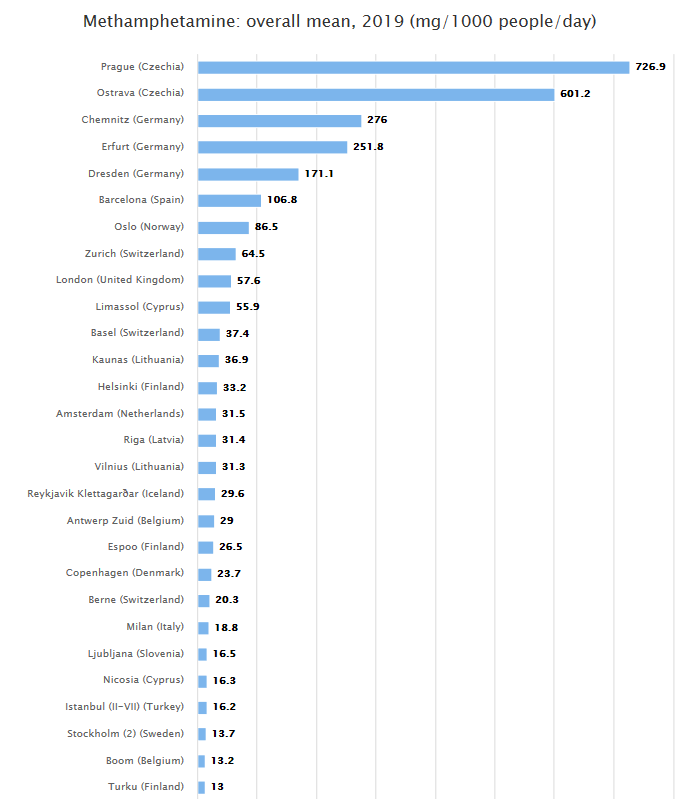 Methamphetamine: overall mean, 2019 (mg/1000 people/day)
Prague (Czechia) 726.9
Ostrava (Czechia) 601.2
Chemnitz (Germany) 276
Erfurt (Germany) 251.8
Dresden (Germany) 171.1
Barcelona (Spain) 106.8
Oslo (Norway) 86.5
Zurich (Switzerland) 64.5
London (United Kingdom) 57.6
Limassol (Cyprus) 55.9
Basel (Switzerland) 37.4
Kaunas (Lithuania) 36.9
Helsinki (Finland) 33.2
Amsterdam (Netherlands) 31.5
Riga (Latvia) 31.4
Vilnius (Lithuania) 31.3
Reykjavik Klettagarðar (Iceland) 29.6
Antwerp Zuid (Belgium) 29
Espoo (Finland) 26.5
Copenhagen (Denmark) 23.7
Berne (Switzerland) 20.3
Milan (Italy) 18.8
Ljubljana (Slovenia) 16.5
Nicosia (Cyprus) 16.3
Istanbul (II-VII) (Turkey) 16.2
Stockholm (2) (Sweden) 13.7
Boom (Belgium) 13.2
Turku (Finland) 13